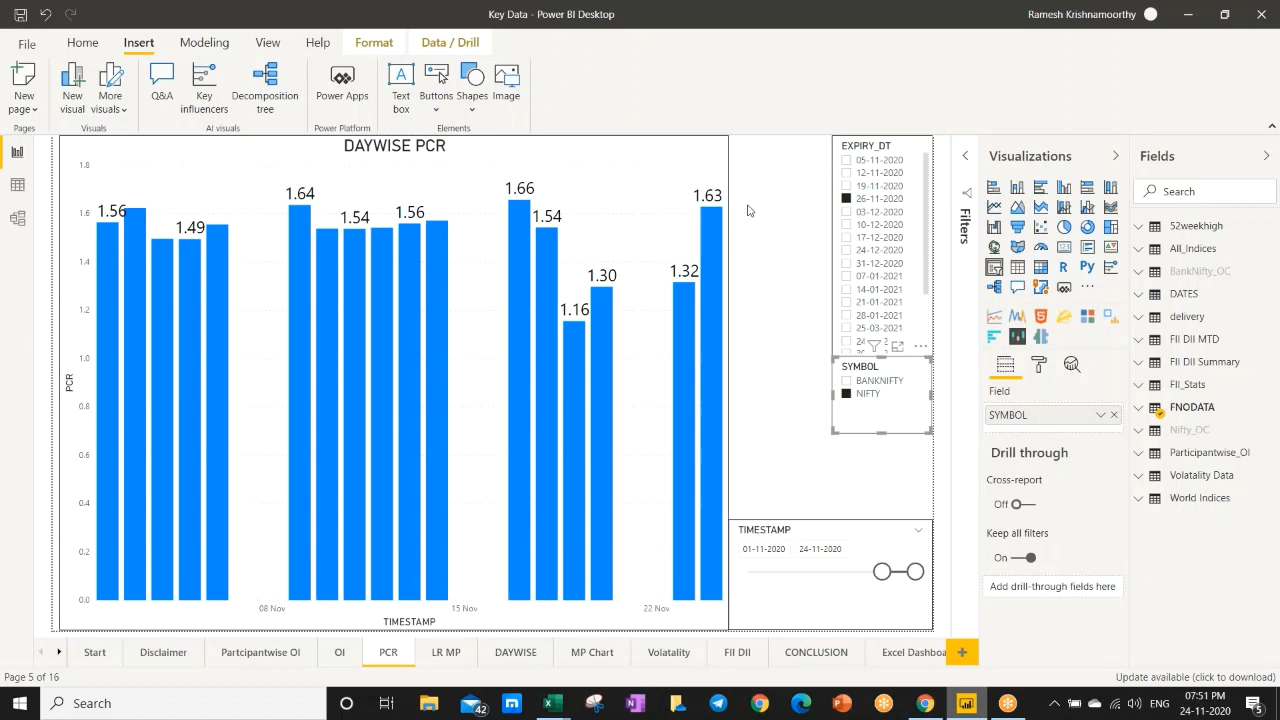 Key Data - Power BI Desktop
Ramesh Krishnamoorthy
File Home Insert Modeling View Help Format Data / Drill
New page
New visual
More visuals
Q&A
Key influencers
Decomposition tree
Power Apps
Text box
Buttons
Shapes
Image
Pages
Visuals
AI visuals
Power Platform
Elements
DAYWISE PCR
1.8
1.6
1.4
1.2
1.0
0.8
0.6
0.4
0.2
0.0
PCR
1.56
1.49
1.64
1.54
1.56
1.66
1.54
1.16
1.30
1.32
1.63
08 Nov
15 Nov
22 Nov
TIMESTAMP
EXPIRY_DT
05-11-2020
12-11-2020
19-11-2020
26-11-2020
03-12-2020
10-12-2020
17-12-2020
24-12-2020
31-12-2020
07-01-2021
14-01-2021
21-01-2021
28-01-2021
25-03-2021
SYMBOL
BANKNIFTY
NIFTY
TIMESTAMP
01-11-2020 24-11-2020
Filters
Visualizations
R Py
Field
SYMBOL
Drill through
Cross-report
Off
Keep all filters
On
Add drill-through fields here
Fields
Search
52weekhigh
All_Indices
BankNifty_OC
DATES
delivery
FII DII MTD
FII DII Summary
FII_Stats
FNODATA
Nifty_OC
Participantwise_OI
Volatality Data
World Indices
Start Disclaimer Partcipantwise OI OI PCR LR MP DAYWISE MP Chart Volatality FII DII CONCLUSION Excel Dashboa
Page 5 of 16
Update available (click to download)
Search
42
ENG
07:51 PM
24-11-2020
5